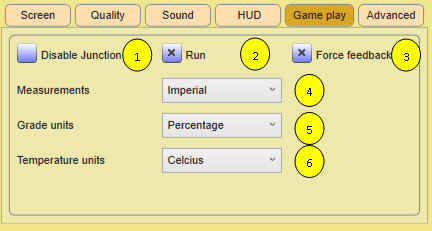 Screen Quality Sound HUD Game play Advanced
Disable Junction 1 Run 2 Force feedback 3
Measurements Imperial 4
Grade units Percentage 5
Temperature units Celcius 6